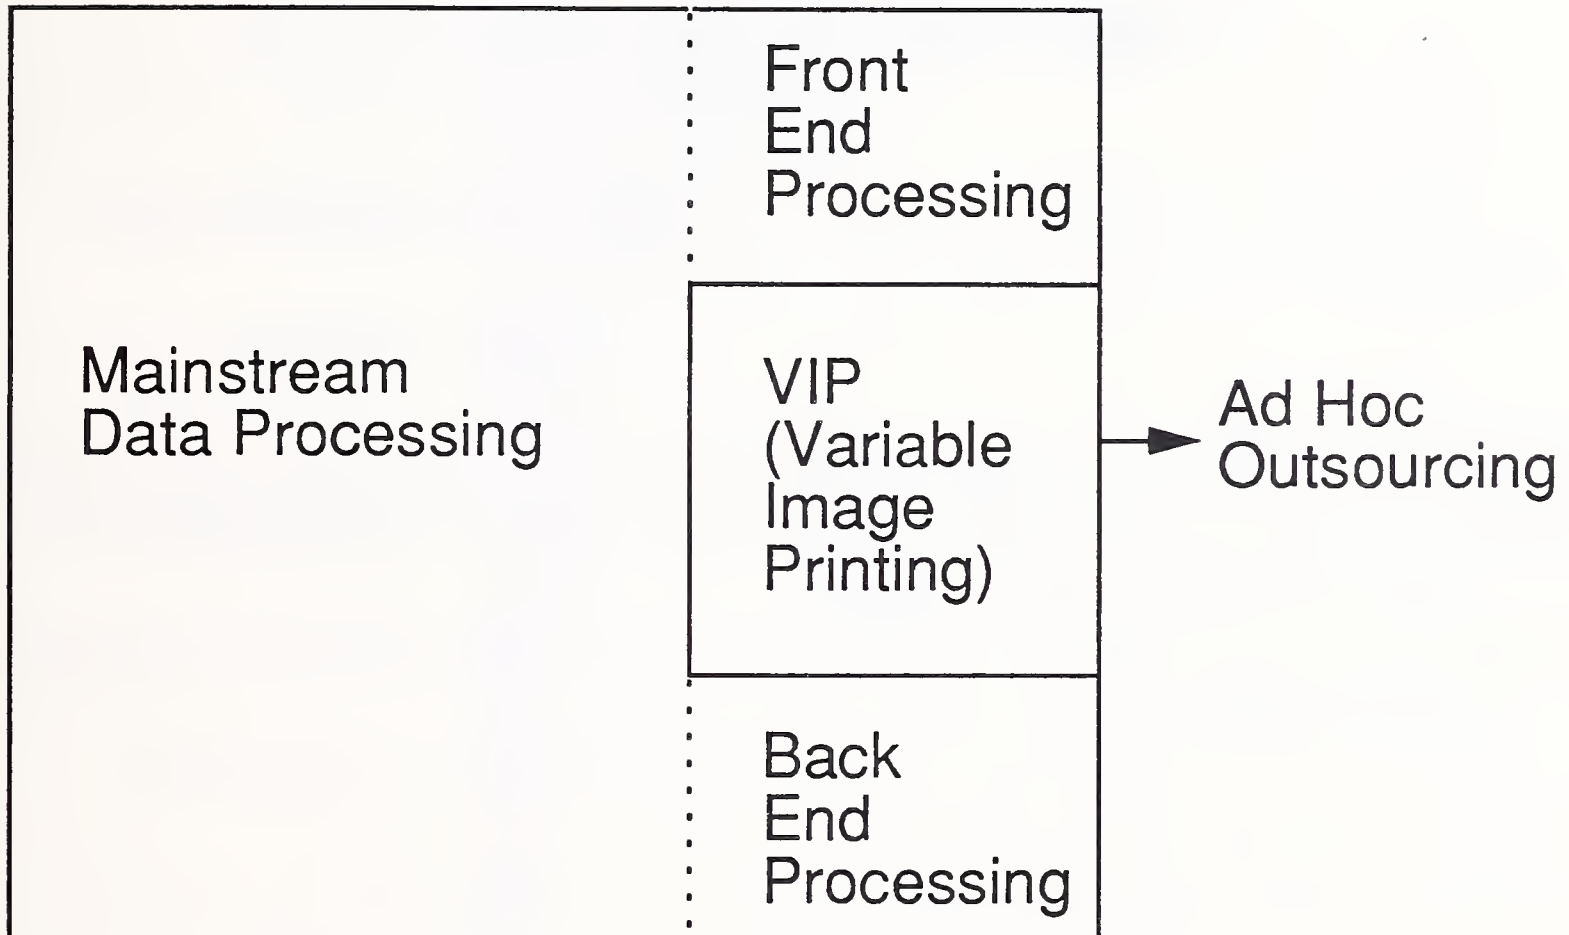 Mainstream
Data Processing
Front
End
Processing
VIP
(Variable
Image
Printing)
Back
End
Processing
Ad Hoc
Outsourcing